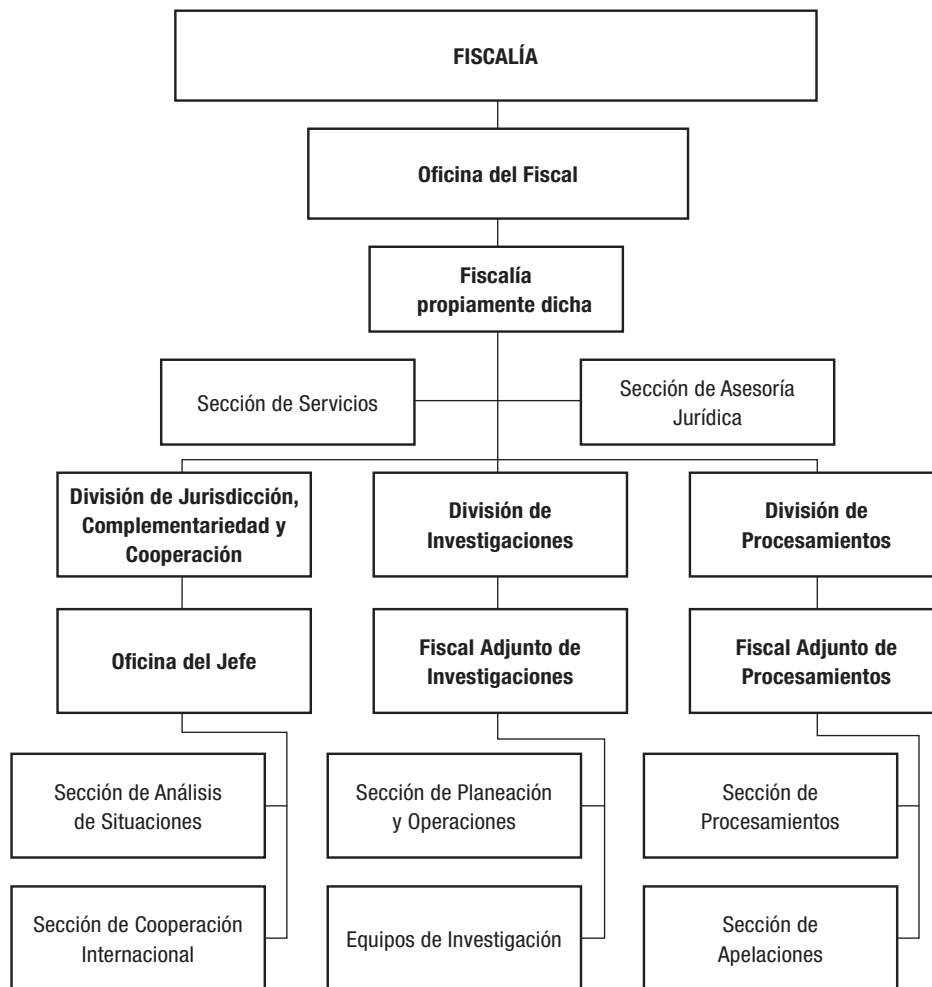 FISCALÍA
Oficina del Fiscal
Fiscalía
propiamente dicha
Sección de Servicios
Sección de Asesoría
Jurídica
División de Jurisdicción,
Complementariedad y
Cooperación
División de
Investigaciones
División de
Procesamientos
Oficina del Jefe
Fiscal Adjunto de
Investigaciones
Fiscal Adjunto de
Procesamientos
Sección de Análisis
de Situaciones
Sección de Planeación
y Operaciones
Sección de
Procesamientos
Sección de Cooperación
Internacional
Equipos de Investigación
Sección de
Apelaciones